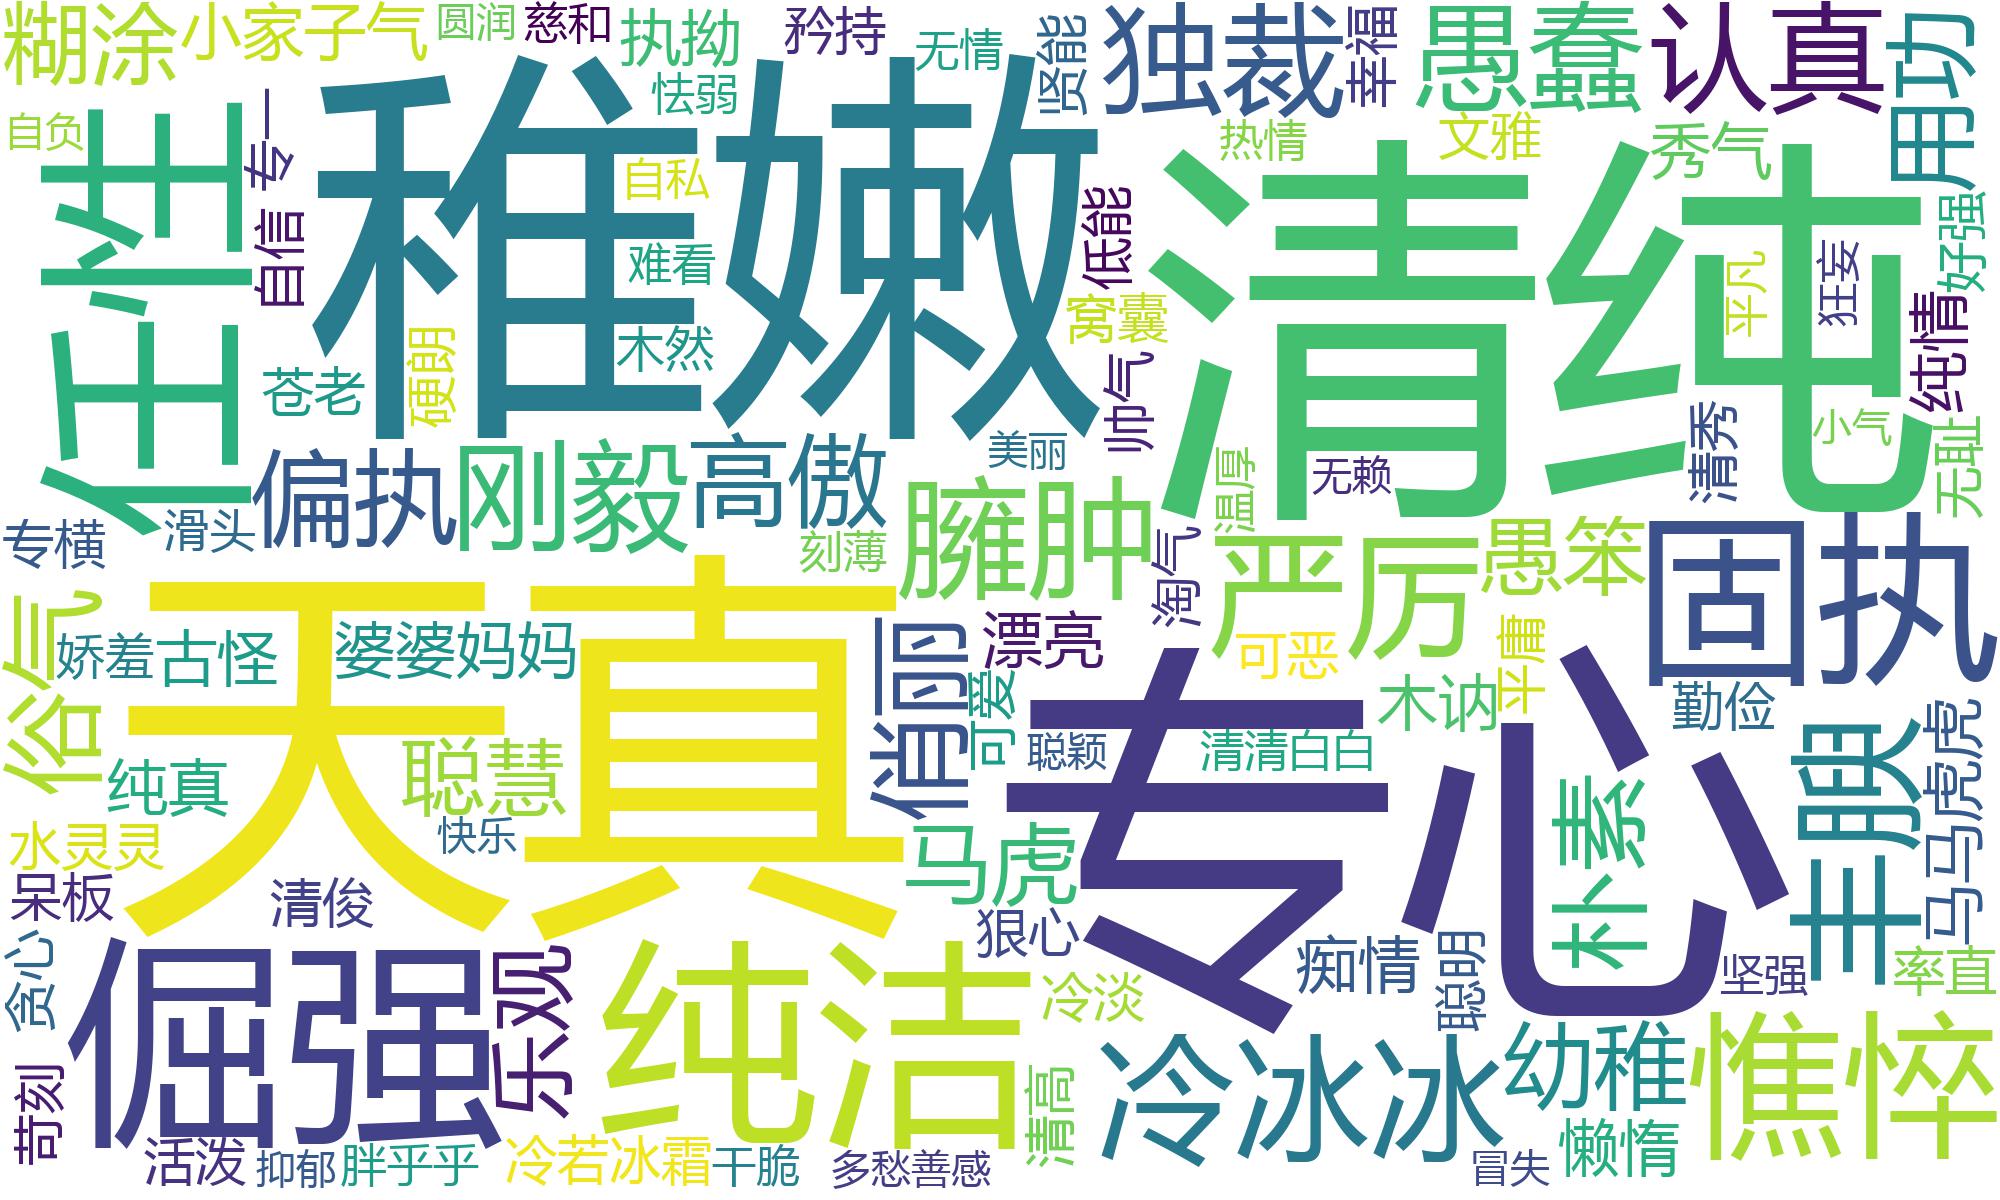 糊涂
小家子气
圆润
慈和
执拗
矜持
无情
贤能
独裁
幸福
愚蠢
认真
用功
自负
任性
专一
自信
稚嫩
怯弱
自私
难看
木然
低能
窝囊
热情
文雅
秀气
清纯
好强
平凡
狂妄
纯情
苍老
硬朗
帅气
清秀
小气
无耻
偏执
刚毅
高傲
美丽
臃肿
温厚
无赖
专横
滑头
刻薄
淘气
严厉
愚笨
固执
俗气
娇羞
古怪
婆婆妈妈
天真
俏丽
漂亮
可爱
可恶
平庸
木讷
勤俭
纯真
聪慧
聪颖
清清白白
专心
朴素
丰腴
马马虎虎
水灵灵
快乐
马虎
呆板
清俊
狠心
贪心
倔强
乐观
纯洁
冷淡
痴情
聪明
坚强
率直
苛刻
清高
冷冰冰
幼稚
憔悴
活泼
抑郁
胖乎乎
冷若冰霜
干脆
多愁善感
冒失
懒惰